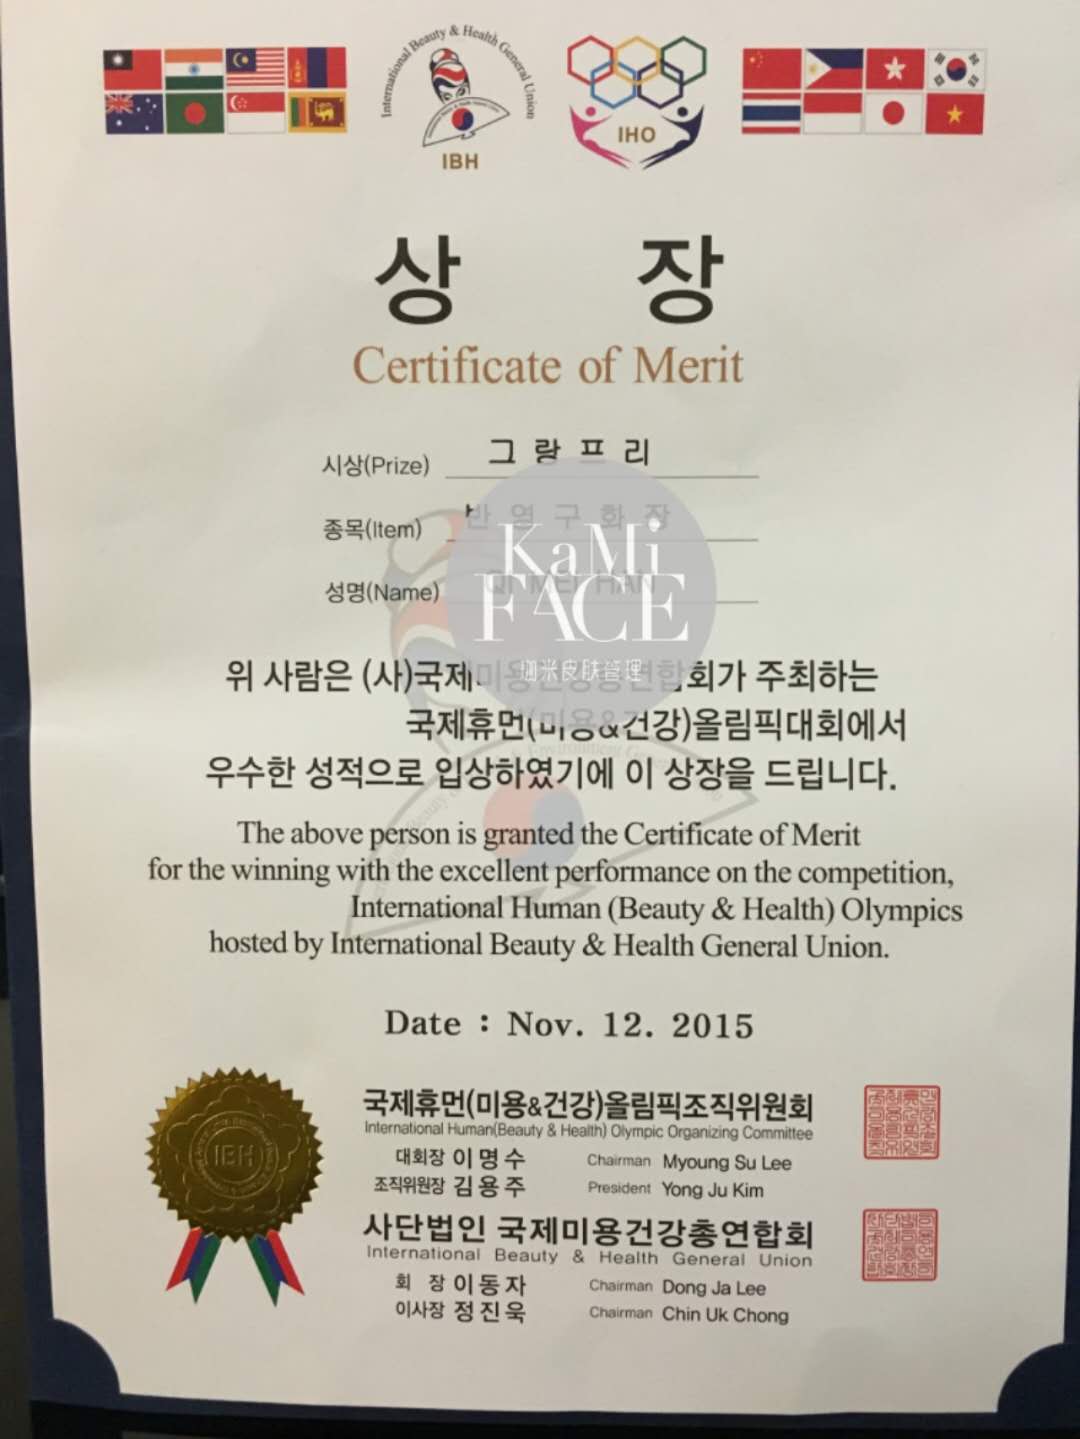 International Beauty & Health General Union
IBH
IHO
상 장
Certificate of Merit
시상(Prize) 그랑프리
종목(Item) 반영구화장
성명(Name) QI MEI HAN
KaMi
FACE
珈米皮肤管理
위 사람은 (사)국제미용건강총연합회가 주최하는
국제휴먼(미용&건강)올림픽대회에서
우수한 성적으로 입상하였기에 이 상장을 드립니다.
The above person is granted the Certificate of Merit
for the winning with the excellent performance on the competition,
International Human (Beauty & Health) Olympics
hosted by International Beauty & Health General Union.
Date : Nov. 12. 2015
국제휴먼(미용&건강)올림픽조직위원회
International Human(Beauty & Health) Olympic Organizing Committee
대회장 이명수 Chairman Myoung Su Lee
조직위원장 김용주 President Yong Ju Kim
사단법인 국제미용건강총연합회
International Beauty & Health General Union
회 장 이동자 Chairman Dong Ja Lee
이사장 정진욱 Chairman Chin Uk Chong
IBH